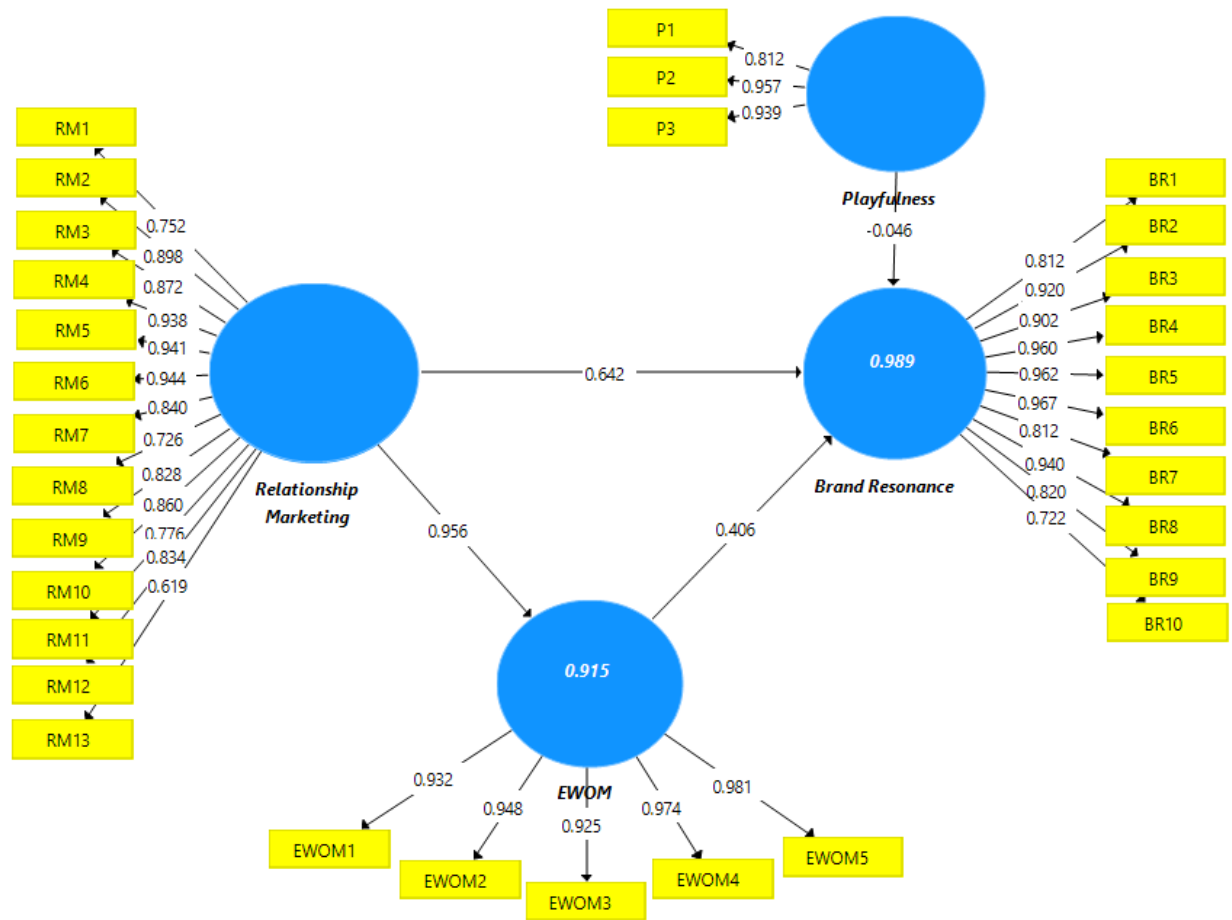 P1
0.812
P2
0.957
P3
0.939
Playfulness
-0.046
RM1
RM2
RM3
RM4
RM5
RM6
RM7
RM8
RM9
RM10
RM11
RM12
RM13
0.752
0.898
0.872
0.938
0.941
0.944
0.840
0.726
0.828
0.860
0.776
0.834
0.619
Relationship
Marketing
0.642
0.956
0.989
Brand Resonance
0.406
0.812
0.920
0.902
0.960
0.962
0.967
0.812
0.940
0.820
0.722
BR1
BR2
BR3
BR4
BR5
BR6
BR7
BR8
BR9
BR10
0.915
EWOM
0.932
0.948
0.925
0.974
0.981
EWOM1
EWOM2
EWOM3
EWOM4
EWOM5